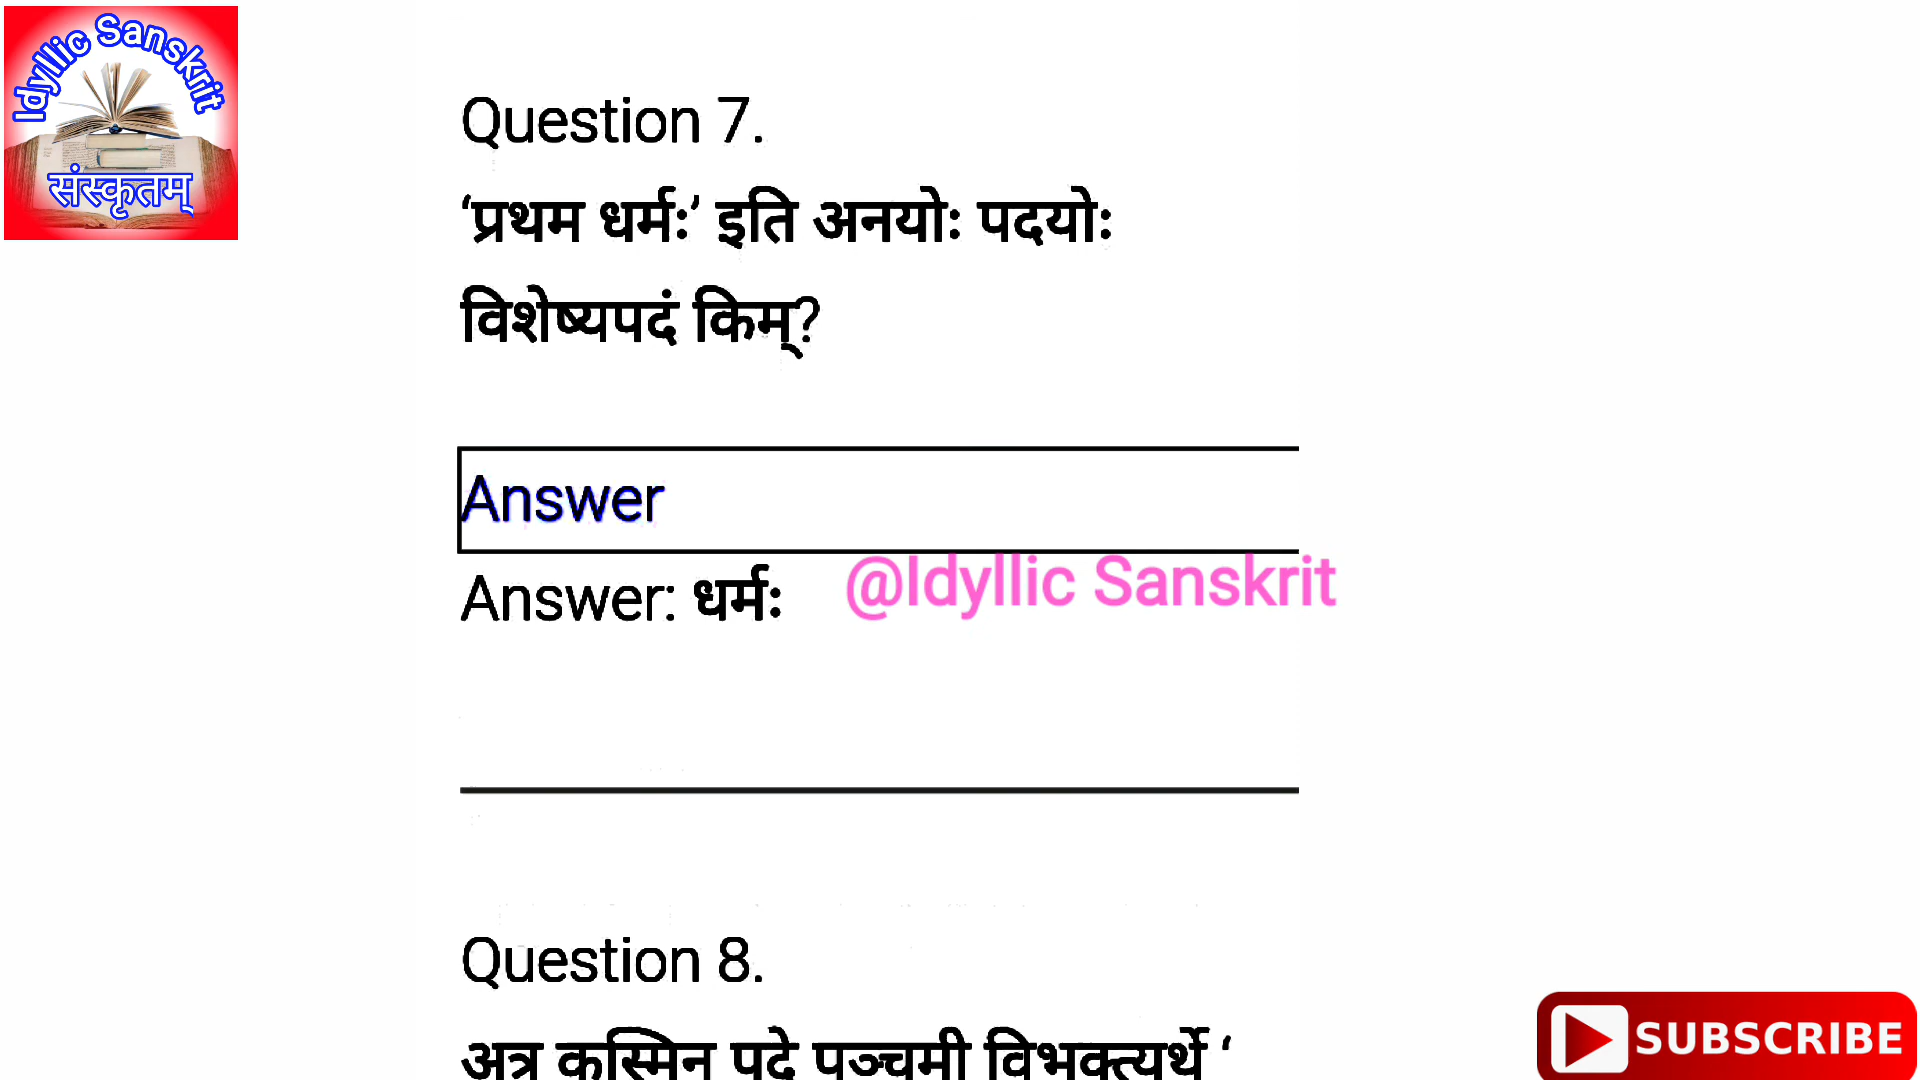 Idyllic Sanskrit
संस्कृतम्
Question 7.
‘प्रथम धर्मः’ इति अनयोः पदयोः
विशेष्यपदं किम्?
Answer
@Idyllic Sanskrit
Answer: धर्मः
Question 8.
अत्र कस्मिन पदे पञ्चमी विभक्त्यर्थे ‘
SUBSCRIBE